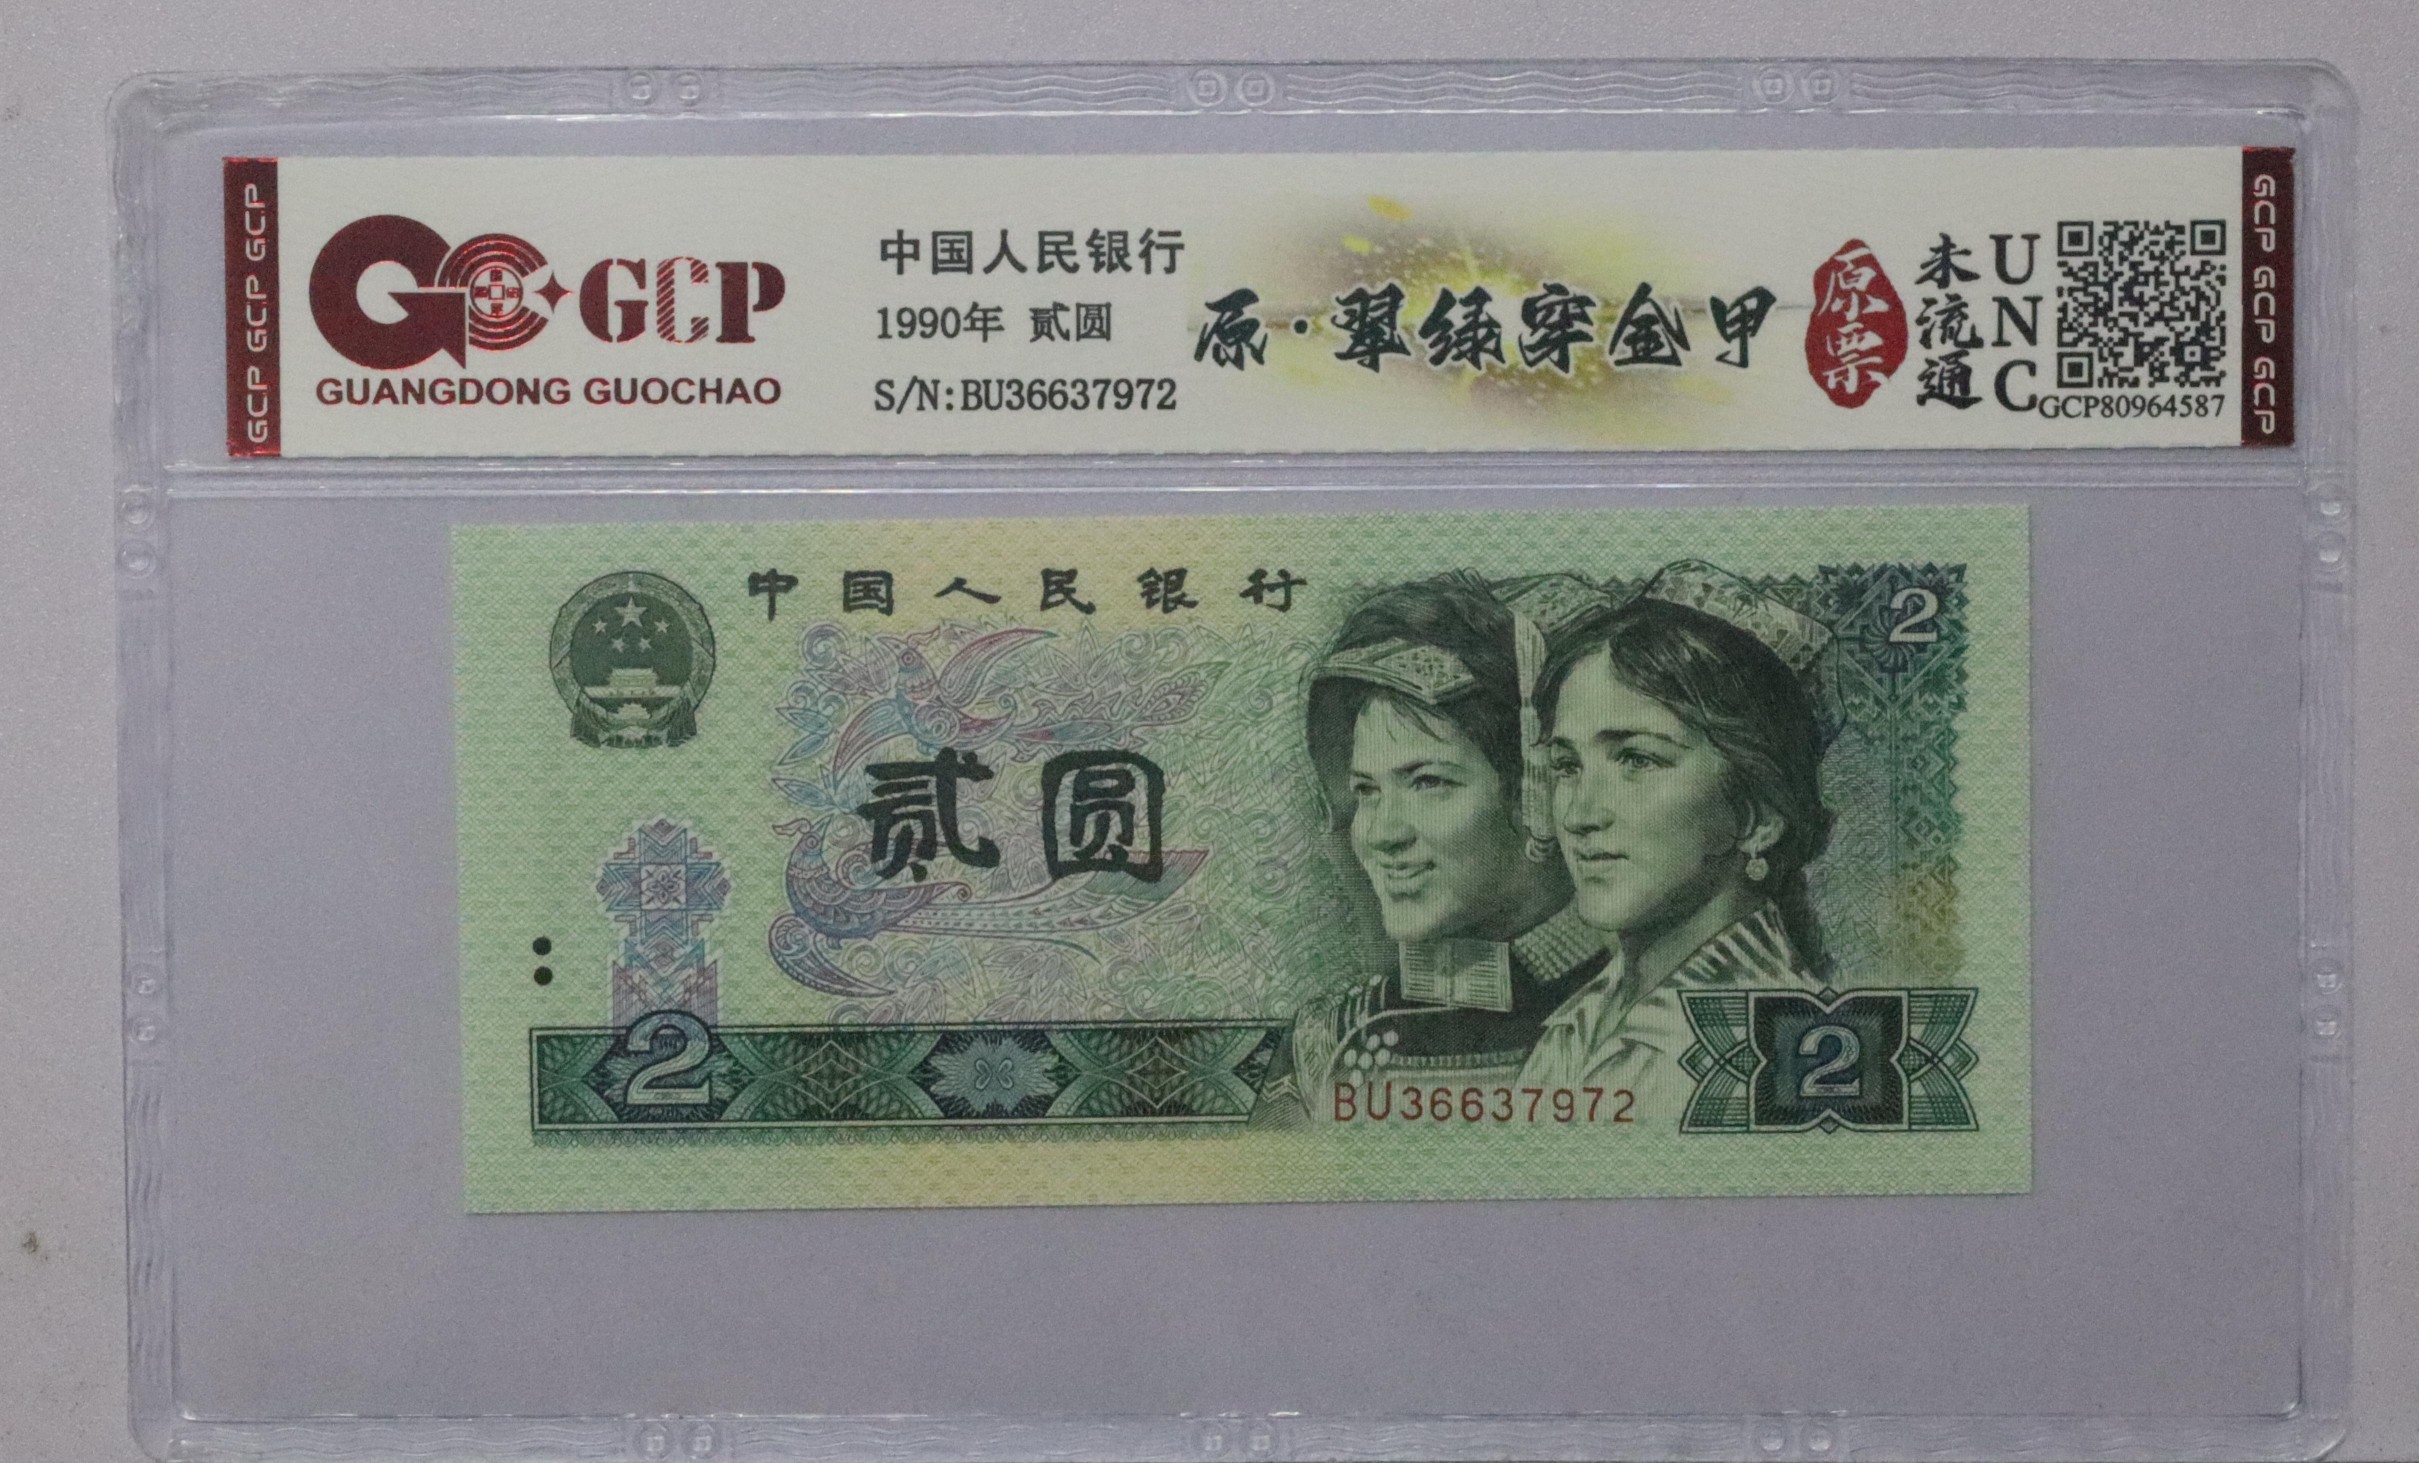 GCP GCP GCP
GCP
GUANGDONG GUOCHAO
中国人民银行
1990年 贰圆
S/N:BU36637972
原·翠绿穿金甲
原票
未流通
UNC
GCP80964587
GCP GCP GCP
中国人民银行
2
贰圆
2
BU36637972
2